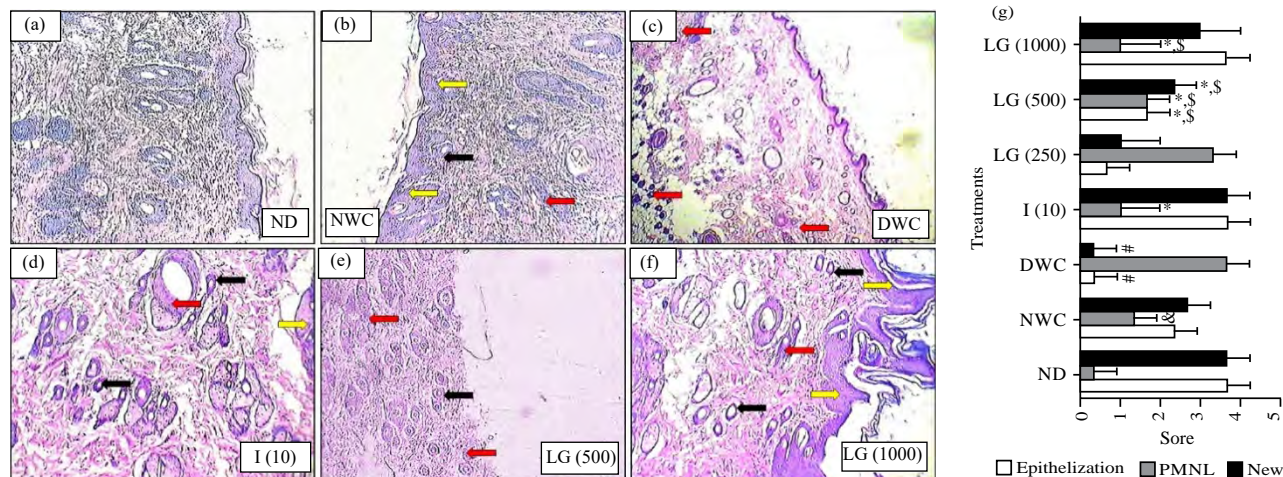 (a)
ND
(b)
NWC
(c)
DWC
(d)
I (10)
(e)
LG (500)
(f)
LG (1000)
(g)
Treatments
LG (1000)
*,$
LG (500)
*,$
*,$
*,$
LG (250)
I (10)
*
DWC
#
#
NWC
&
ND
0 1 2 3 4 5
Sore
Epithelization PMNL New